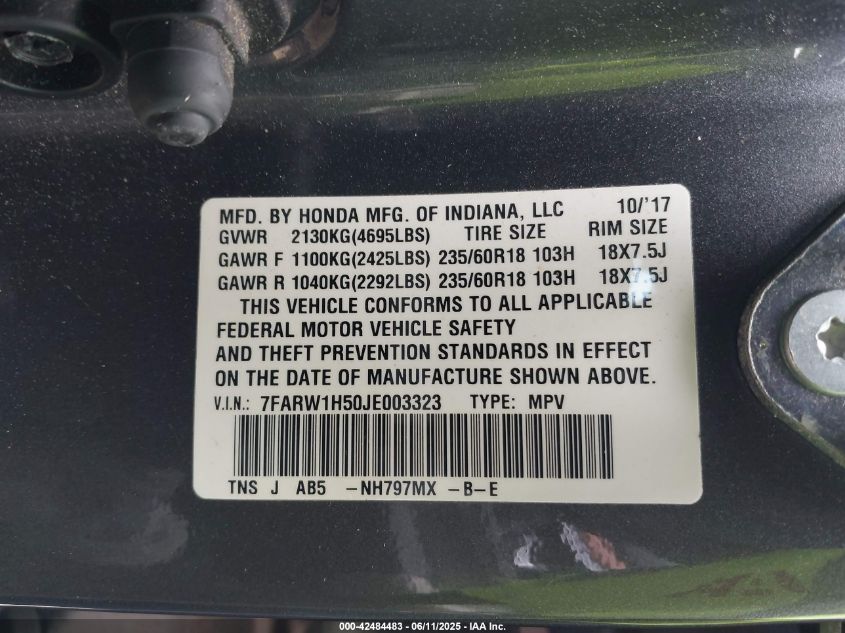 MFD. BY HONDA MFG. OF INDIANA, LLC 10/'17
GVWR 2130KG(4695LBS) TIRE SIZE RIM SIZE
GAWR F 1100KG(2425LBS) 235/60R18 103H 18X7.5J
GAWR R 1040KG(2292LBS) 235/60R18 103H 18X7.5J
THIS VEHICLE CONFORMS TO ALL APPLICABLE
FEDERAL MOTOR VEHICLE SAFETY
AND THEFT PREVENTION STANDARDS IN EFFECT
ON THE DATE OF MANUFACTURE SHOWN ABOVE.
V.I.N.: 7FARW1H50JE003323 TYPE: MPV
TNS J AB5 -NH797MX -B-E
000-42484483 - 06/11/2025 - IAA Inc.